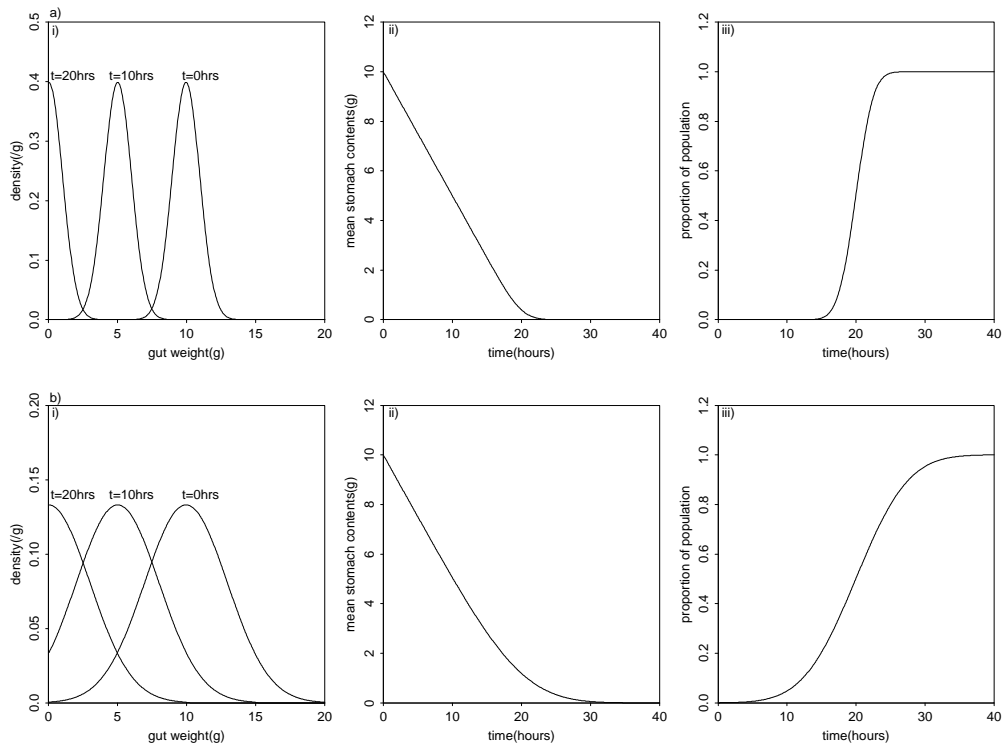 a)
i)
t=20hrs t=10hrs t=0hrs
density(/g)
0.0 0.1 0.2 0.3 0.4 0.5
0 5 10 15 20
gut weight(g)
ii)
mean stomach contents(g)
0 2 4 6 8 10 12
0 10 20 30 40
time(hours)
iii)
proportion of population
0.0 0.2 0.4 0.6 0.8 1.0 1.2
0 10 20 30 40
time(hours)
b)
i)
t=20hrs t=10hrs t=0hrs
density(/g)
0.0 0.05 0.10 0.15 0.20
0 5 10 15 20
gut weight(g)
ii)
mean stomach contents(g)
0 2 4 6 8 10 12
0 10 20 30 40
time(hours)
iii)
proportion of population
0.0 0.2 0.4 0.6 0.8 1.0 1.2
0 10 20 30 40
time(hours)